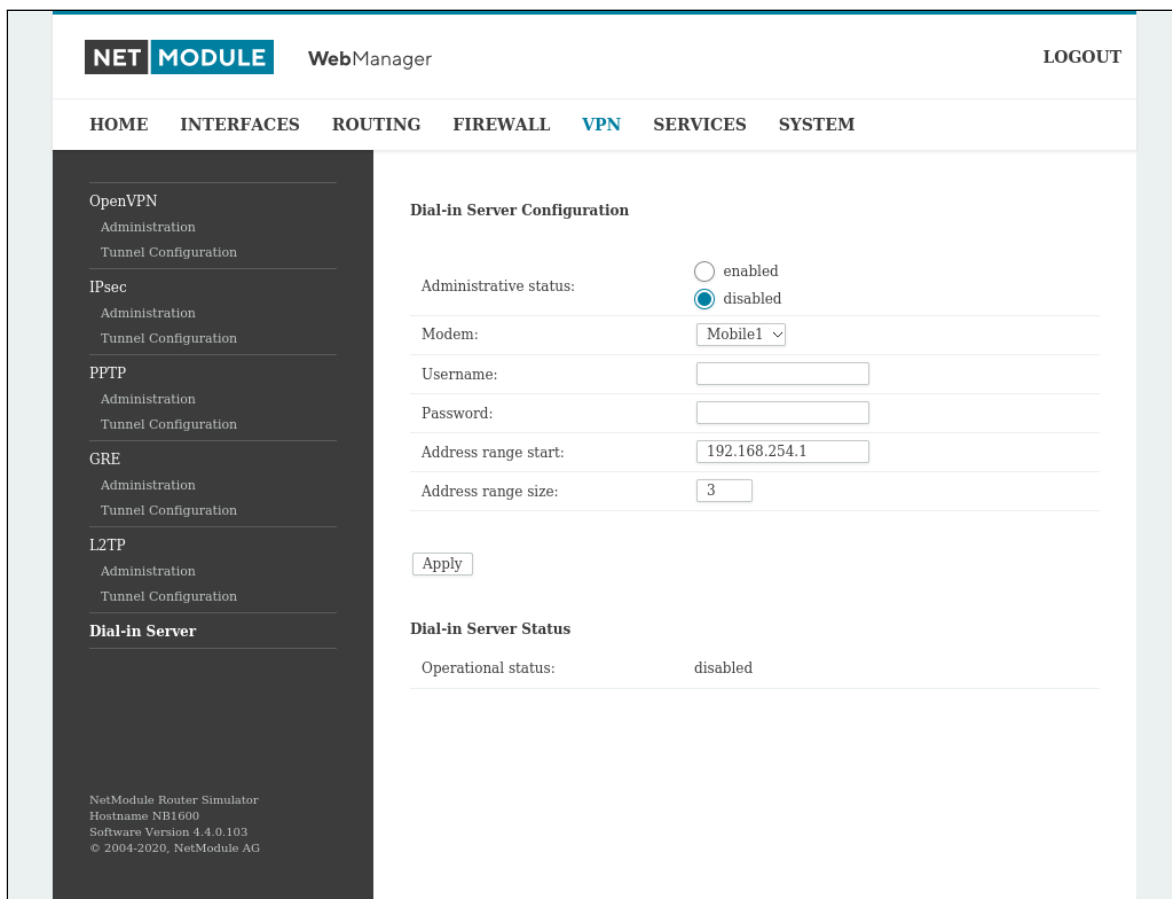 NET MODULE WebManager LOGOUT
HOME INTERFACES ROUTING FIREWALL VPN SERVICES SYSTEM
OpenVPN
Administration
Tunnel Configuration
IPsec
Administration
Tunnel Configuration
PPTP
Administration
Tunnel Configuration
GRE
Administration
Tunnel Configuration
L2TP
Administration
Tunnel Configuration
Dial-in Server
NetModule Router Simulator
Hostname NB1600
Software Version 4.4.0.103
© 2004-2020, NetModule AG
Dial-in Server Configuration
Administrative status: enabled
disabled
Modem: Mobile1
Username:
Password:
Address range start: 192.168.254.1
Address range size: 3
Apply
Dial-in Server Status
Operational status: disabled